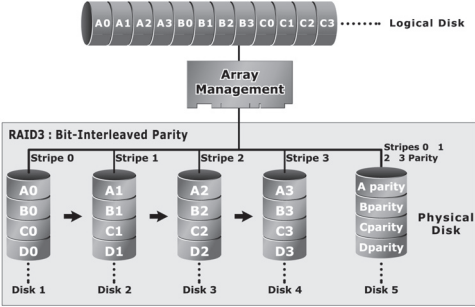 A0 A1 A2 A3 B0 B1 B2 B3 C0 C1 C2 C3 Logical Disk
Array
Management
RAID3 : Bit-Interleaved Parity
Stripe 0 Stripe 1 Stripe 2 Stripe 3 Stripes 0 1
2 3 Parity
A0 A1 A2 A3 A parity
B0 B1 B2 B3 Bparity
C0 C1 C2 C3 Cparity
D0 D1 D2 D3 Dparity
Physical
Disk
Disk 1 Disk 2 Disk 3 Disk 4 Disk 5